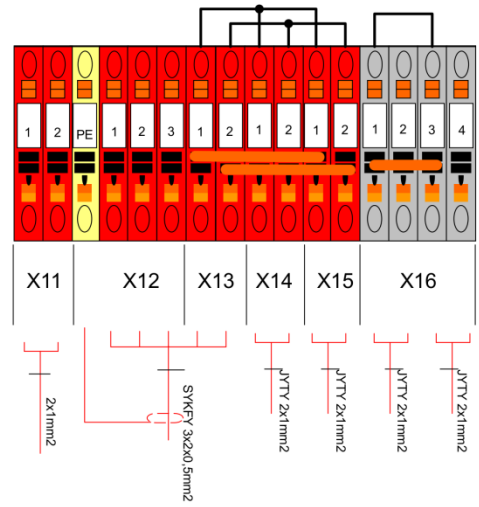 1 2 PE 1 2 3 1 2 1 2 1 2 1 2 3 4
X11 X12 X13 X14 X15 X16
2x1mm2
SYKFY 3x2x0,5mm2
JYTY 2x1mm2
JYTY 2x1mm2
JYTY 2x1mm2
JYTY 2x1mm2